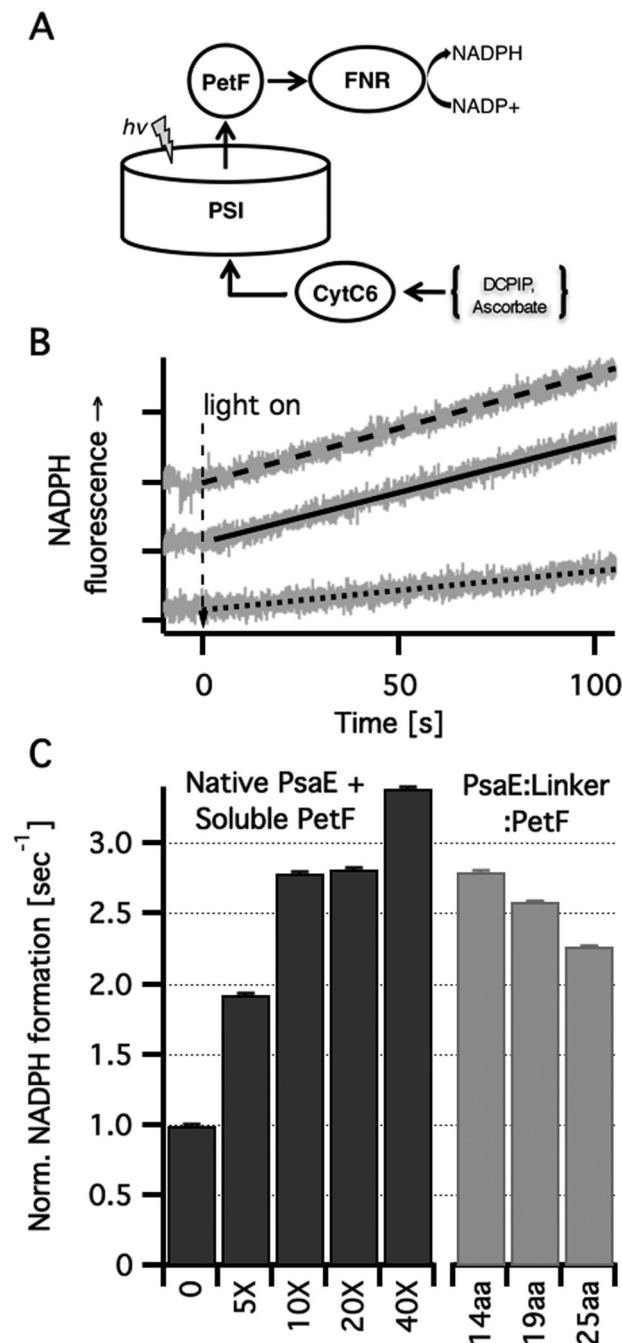 A
PetF
FNR
NADPH
NADP+
hν
PSI
CytC6
DCPIP,
Ascorbate
B
light on
NADPH
fluorescence →
0
50
100
Time [s]
C
Native PsaE +
Soluble PetF
PsaE:Linker
:PetF
Norm. NADPH formation [sec⁻¹]
3.0
2.5
2.0
1.5
1.0
0.5
0
0
5X
10X
20X
40X
14aa
19aa
25aa